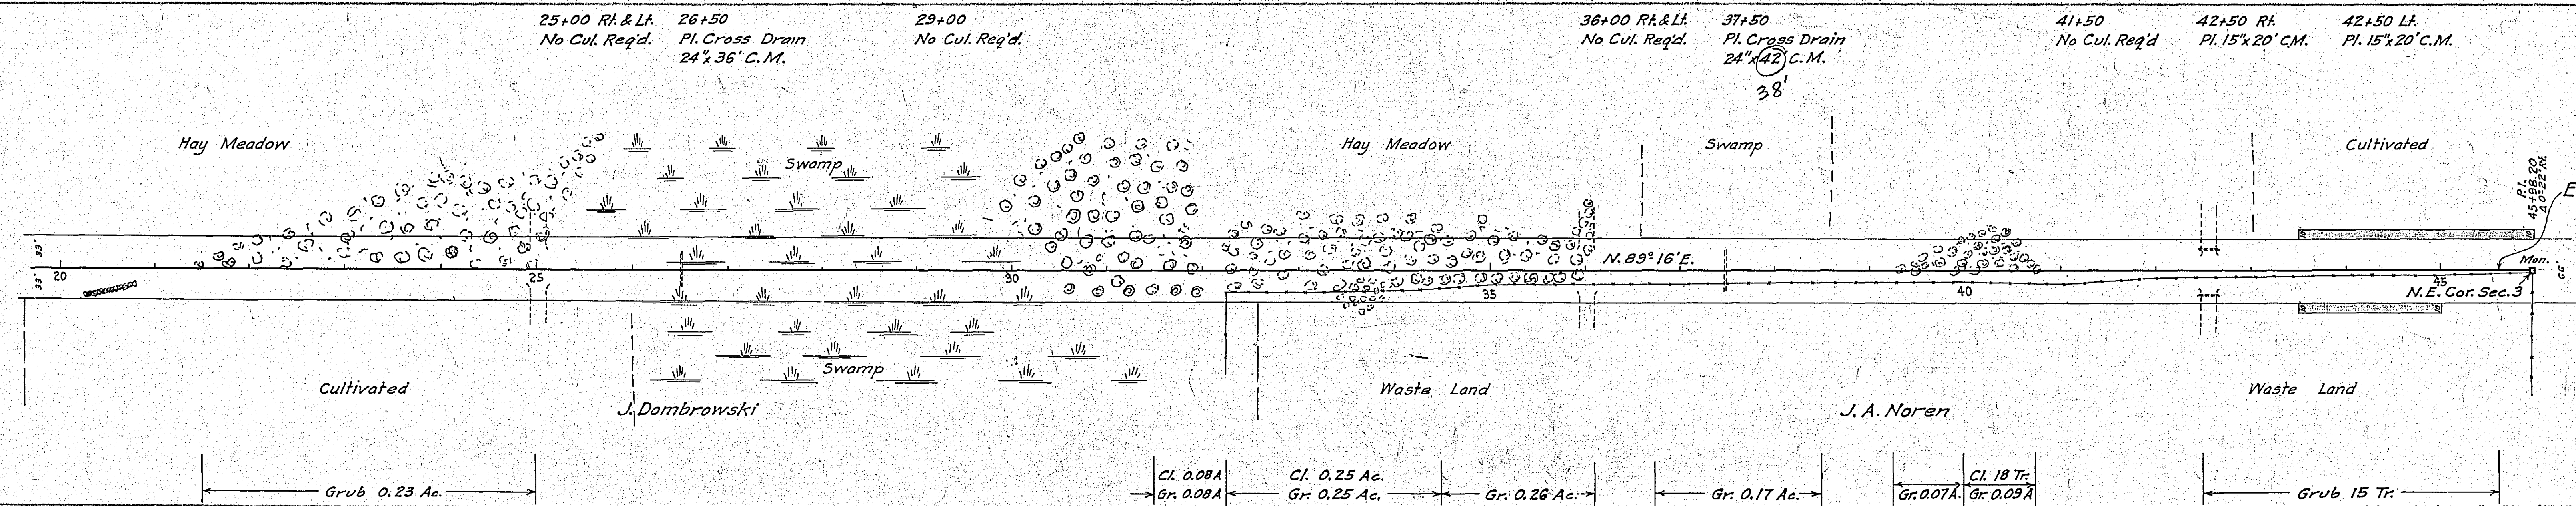 25+00 Rt. & Lt.
No Cul. Req'd.
26+50
Pl. Cross Drain
24"x 36' C.M.
29+00
No Cul. Req'd.
36+00 Rt. & Lt.
No Cul. Req'd.
37+50
Pl. Cross Drain
24"x 42' C.M.
38'
41+50
No Cul. Req'd
42+50 Rt.
Pl. 15"x 20' C.M.
42+50 Lt.
Pl. 15"x 20' C.M.
Hay Meadow
Swamp
Hay Meadow
Swamp
Cultivated
P.I.
45+98.20
Δ 0°22' Rt.
E
33'
33'
20
25
30
35
40
45
N. 89° 16' E.
Mon.
66'
N.E. Cor. Sec. 3
Cultivated
Swamp
J. Dombrowski
Waste Land
J. A. Noren
Waste Land
Grub 0.23 Ac.
Cl. 0.08 A
Gr. 0.08 A
Cl. 0.25 Ac.
Gr. 0.25 Ac.
Gr. 0.26 Ac.
Gr. 0.17 Ac.
Gr. 0.07 A.
Cl. 18 Tr.
Gr. 0.09 A
Grub 15 Tr.